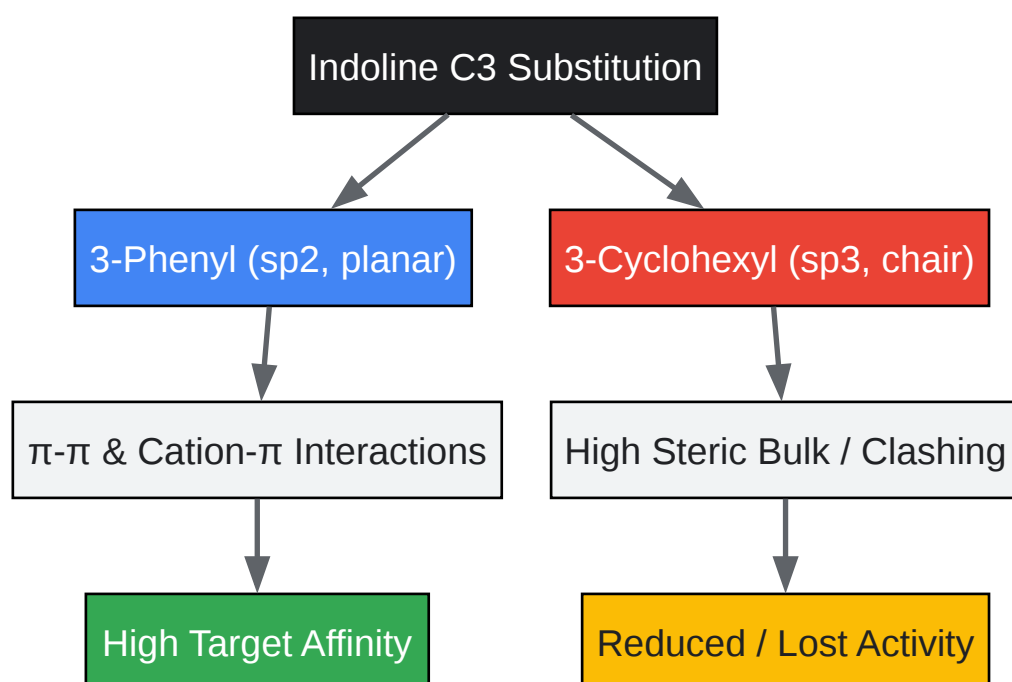 Indoline C3 Substitution
3-Phenyl (sp2, planar)
3-Cyclohexyl (sp3, chair)
π-π & Cation-π Interactions
High Steric Bulk / Clashing
High Target Affinity
Reduced / Lost Activity